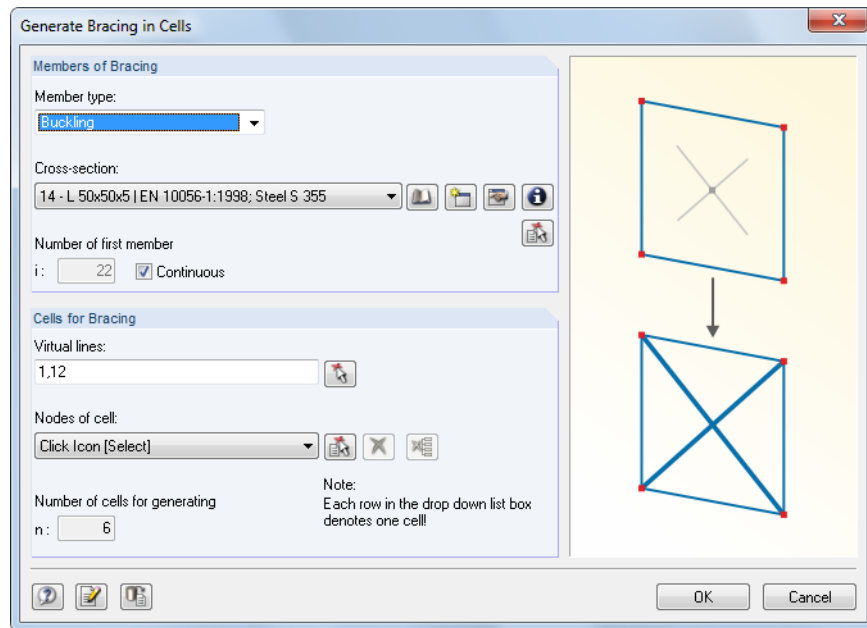 Generate Bracing in Cells
Members of Bracing
Member type:
Buckling
Cross-section:
14 - L 50x50x5 | EN 10056-1:1998; Steel S 355
Number of first member
i :
22
Continuous
Cells for Bracing
Virtual lines:
1,12
Nodes of cell:
Click Icon [Select]
Number of cells for generating
n :
6
Note:
Each row in the drop down list box
denotes one cell!
OK
Cancel